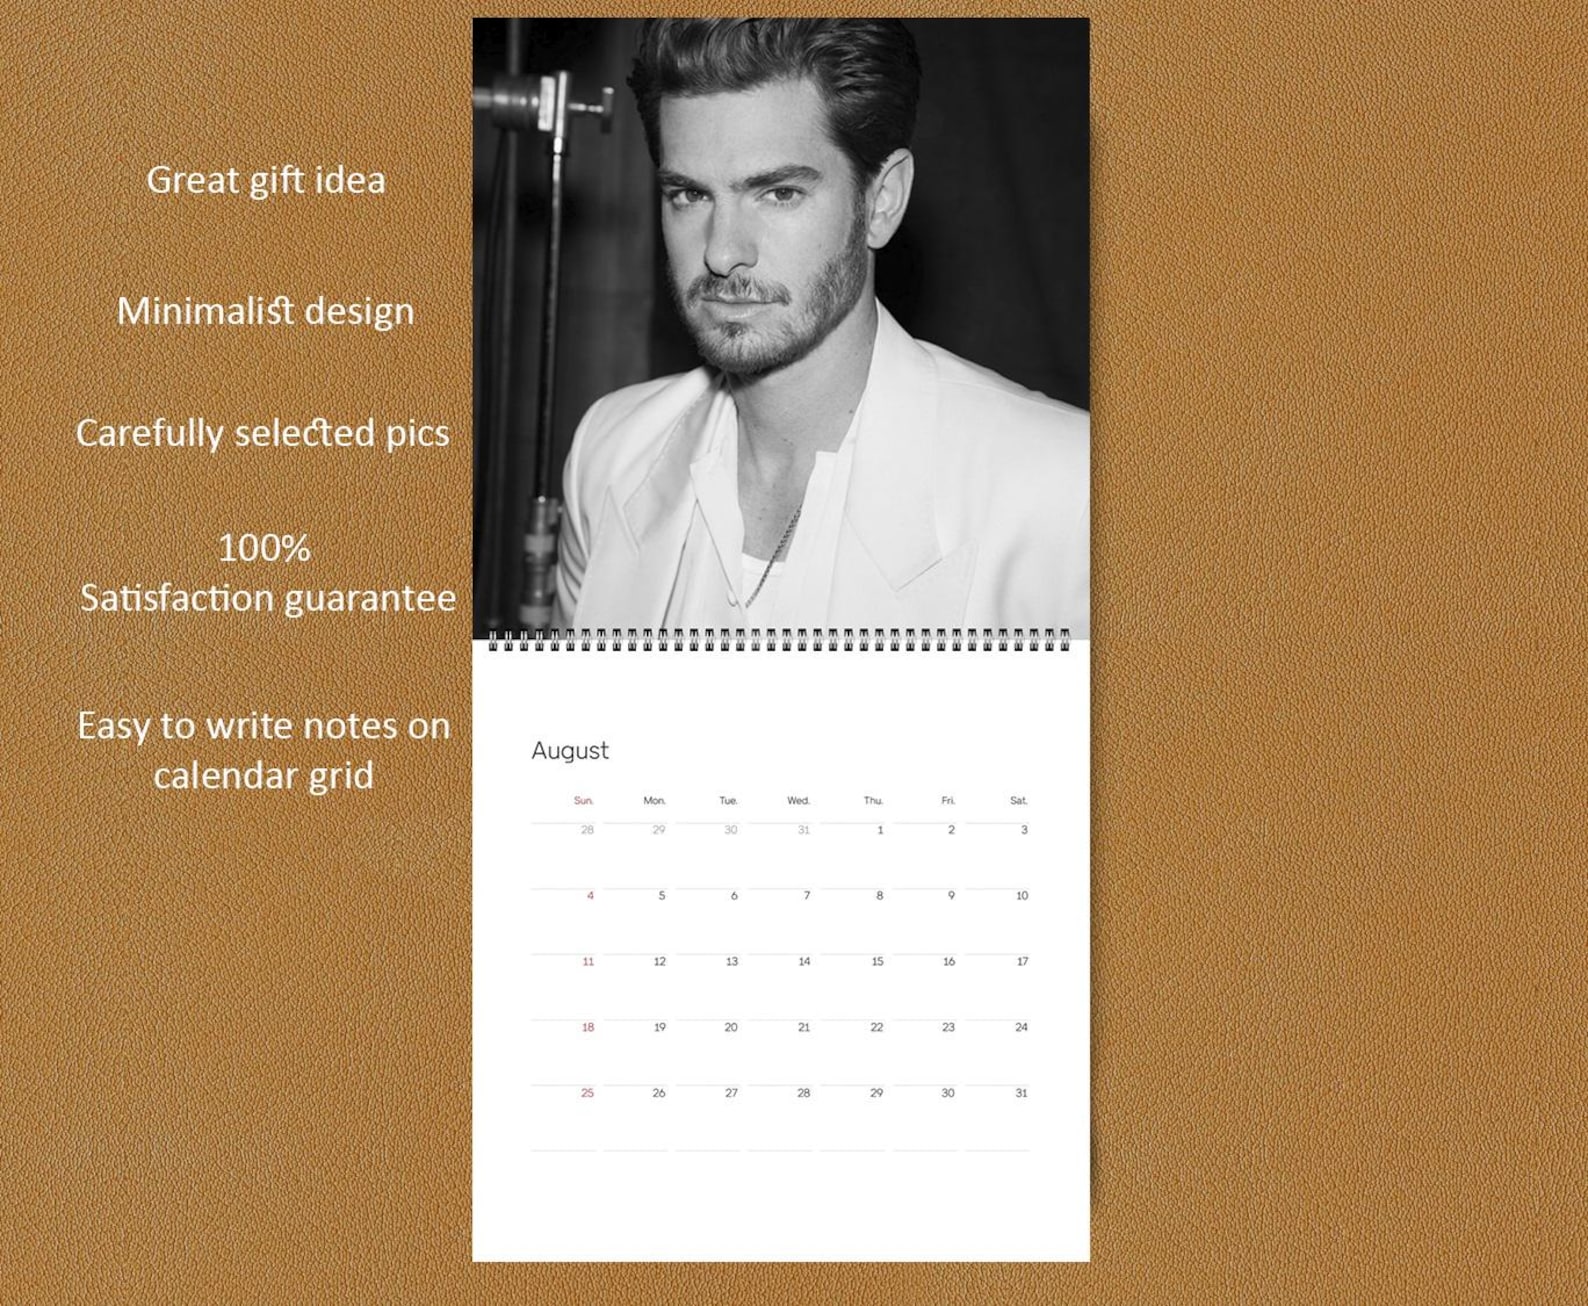 Great gift idea
Minimalist design
Carefully selected pics
100%
Satisfaction guarantee
Easy to write notes on
calendar grid
August
Sun. Mon. Tue. Wed. Thu. Fri. Sat.
28 29 30 31 1 2 3
4 5 6 7 8 9 10
11 12 13 14 15 16 17
18 19 20 21 22 23 24
25 26 27 28 29 30 31